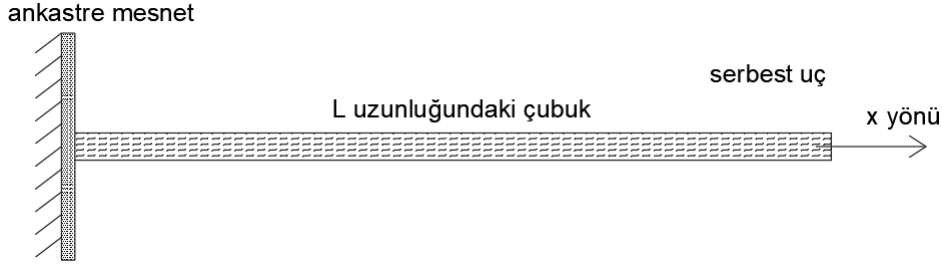 ankastre mesnet
serbest uç
L uzunluğundaki çubuk
x yönü